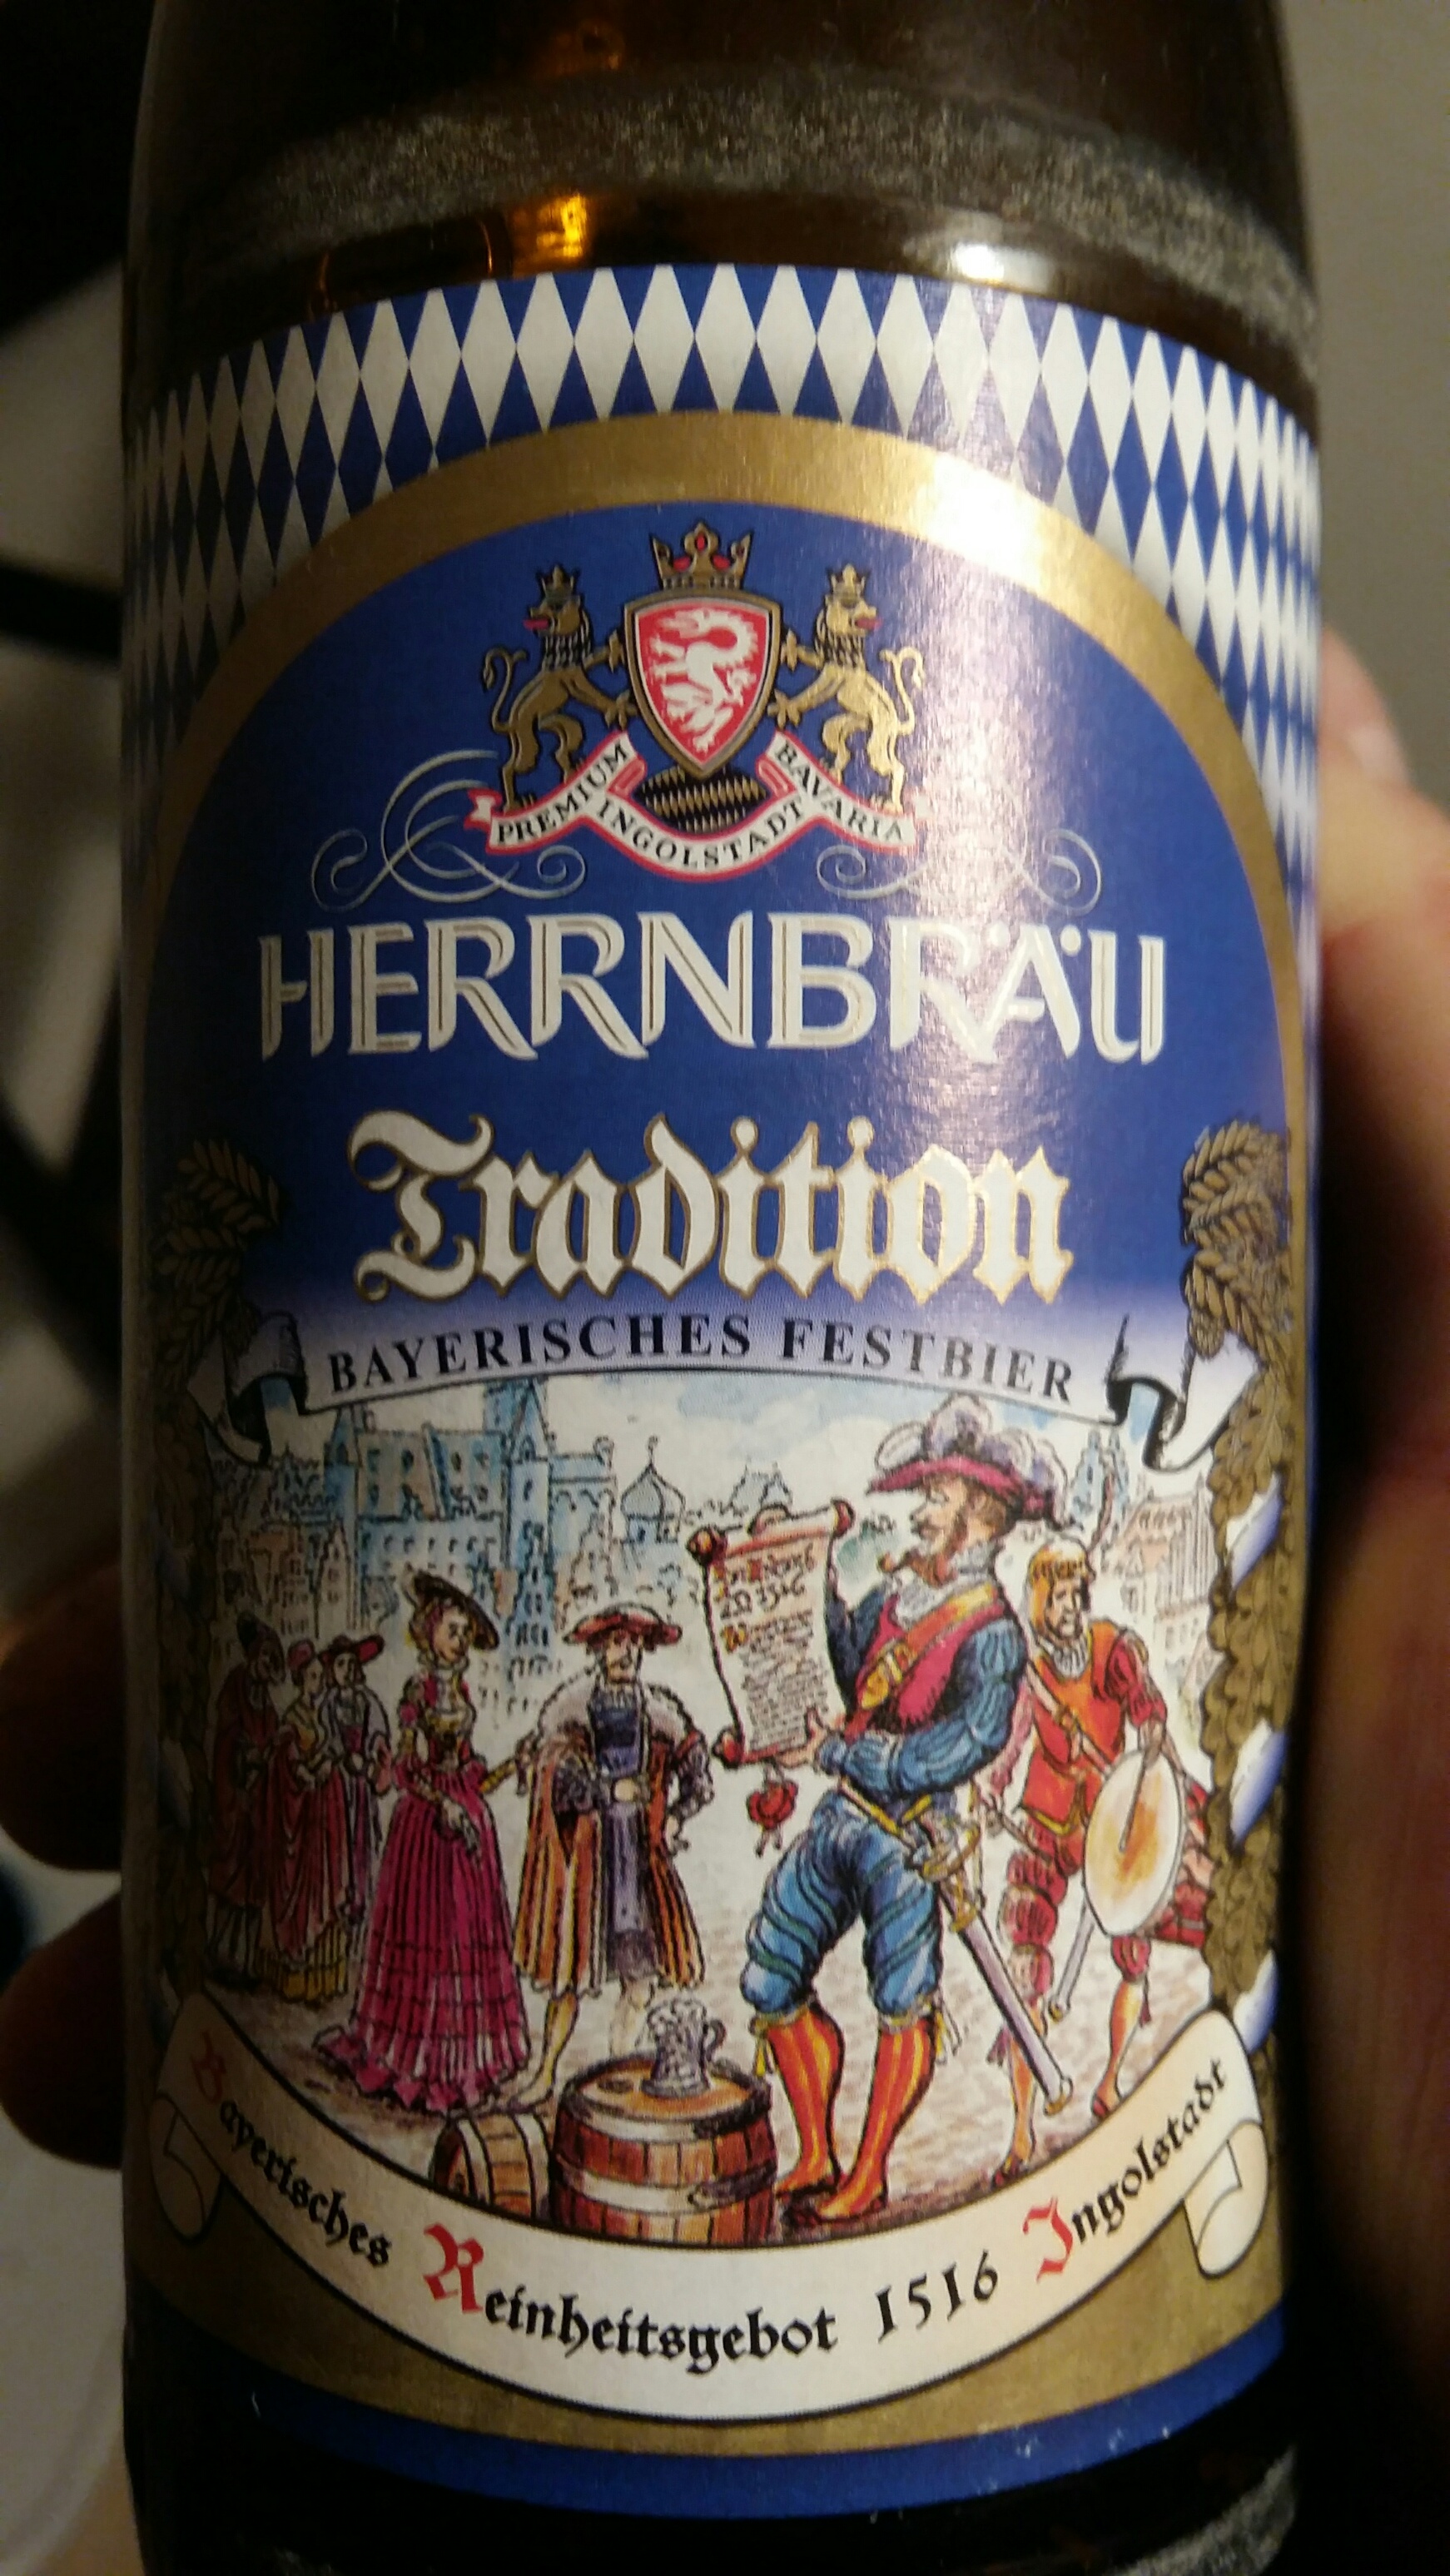 PREMIUM INGOLSTADT BAVARIA
HERRNBRÄU
Tradition
BAYERISCHES FESTBIER
Bayerisches Reinheitsgebot 1516 Ingolstadt